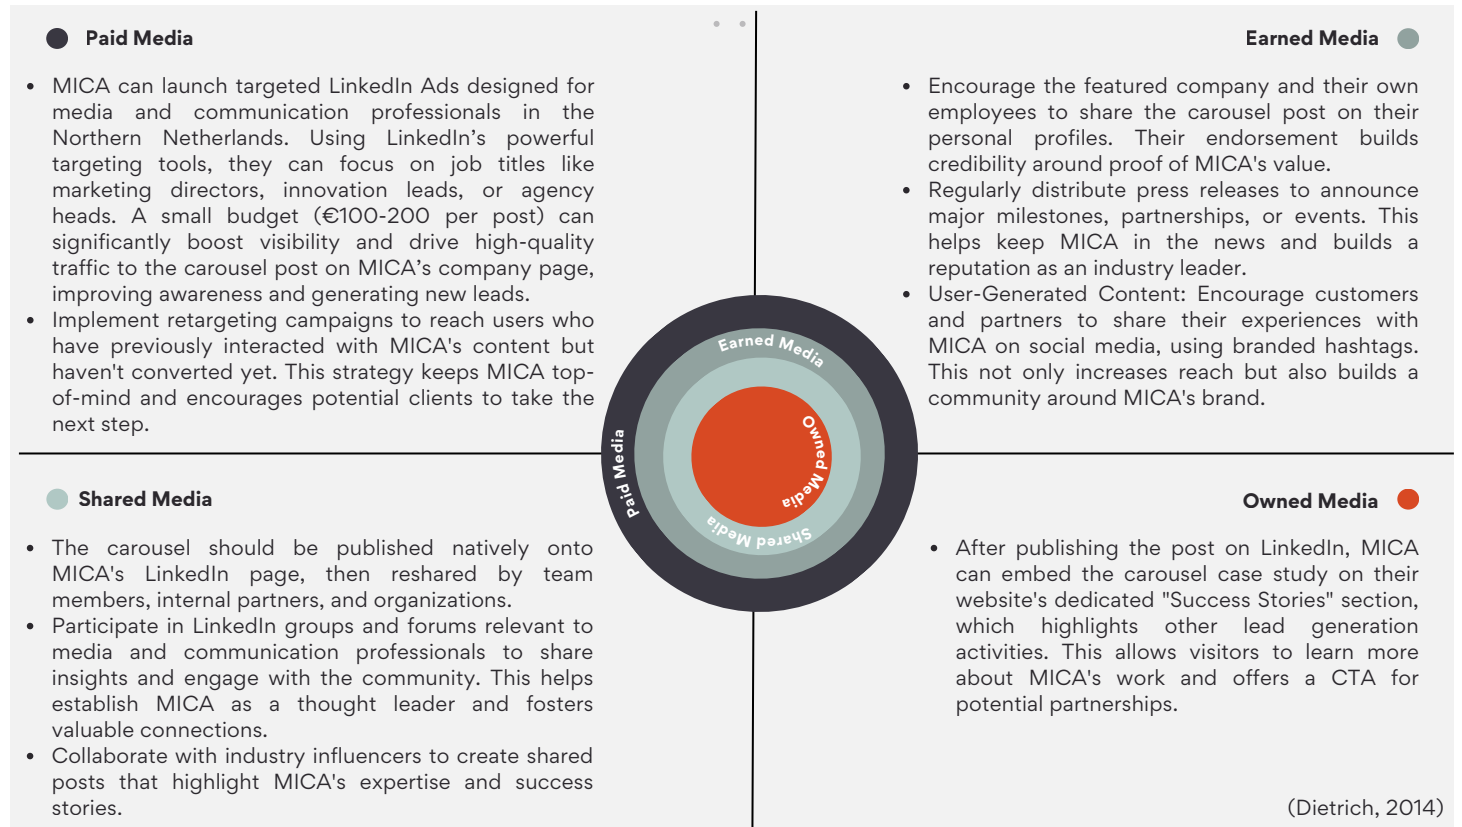 Paid Media
• MICA can launch targeted LinkedIn Ads designed for
media and communication professionals in the
Northern Netherlands. Using LinkedIn’s powerful
targeting tools, they can focus on job titles like
marketing directors, innovation leads, or agency
heads. A small budget (€100-200 per post) can
significantly boost visibility and drive high-quality
traffic to the carousel post on MICA’s company page,
improving awareness and generating new leads.
• Implement retargeting campaigns to reach users who
have previously interacted with MICA's content but
haven't converted yet. This strategy keeps MICA top-
of-mind and encourages potential clients to take the
next step.
Earned Media
• Encourage the featured company and their own
employees to share the carousel post on their
personal profiles. Their endorsement builds
credibility around proof of MICA's value.
• Regularly distribute press releases to announce
major milestones, partnerships, or events. This
helps keep MICA in the news and builds a
reputation as an industry leader.
• User-Generated Content: Encourage customers
and partners to share their experiences with
MICA on social media, using branded hashtags.
This not only increases reach but also builds a
community around MICA's brand.
Earned Media
Owned Media
Paid Media
Shared Media
Shared Media
• The carousel should be published natively onto
MICA's LinkedIn page, then reshared by team
members, internal partners, and organizations.
• Participate in LinkedIn groups and forums relevant to
media and communication professionals to share
insights and engage with the community. This helps
establish MICA as a thought leader and fosters
valuable connections.
• Collaborate with industry influencers to create shared
posts that highlight MICA's expertise and success
stories.
Owned Media
• After publishing the post on LinkedIn, MICA
can embed the carousel case study on their
website's dedicated "Success Stories" section,
which highlights other lead generation
activities. This allows visitors to learn more
about MICA's work and offers a CTA for
potential partnerships.
(Dietrich, 2014)